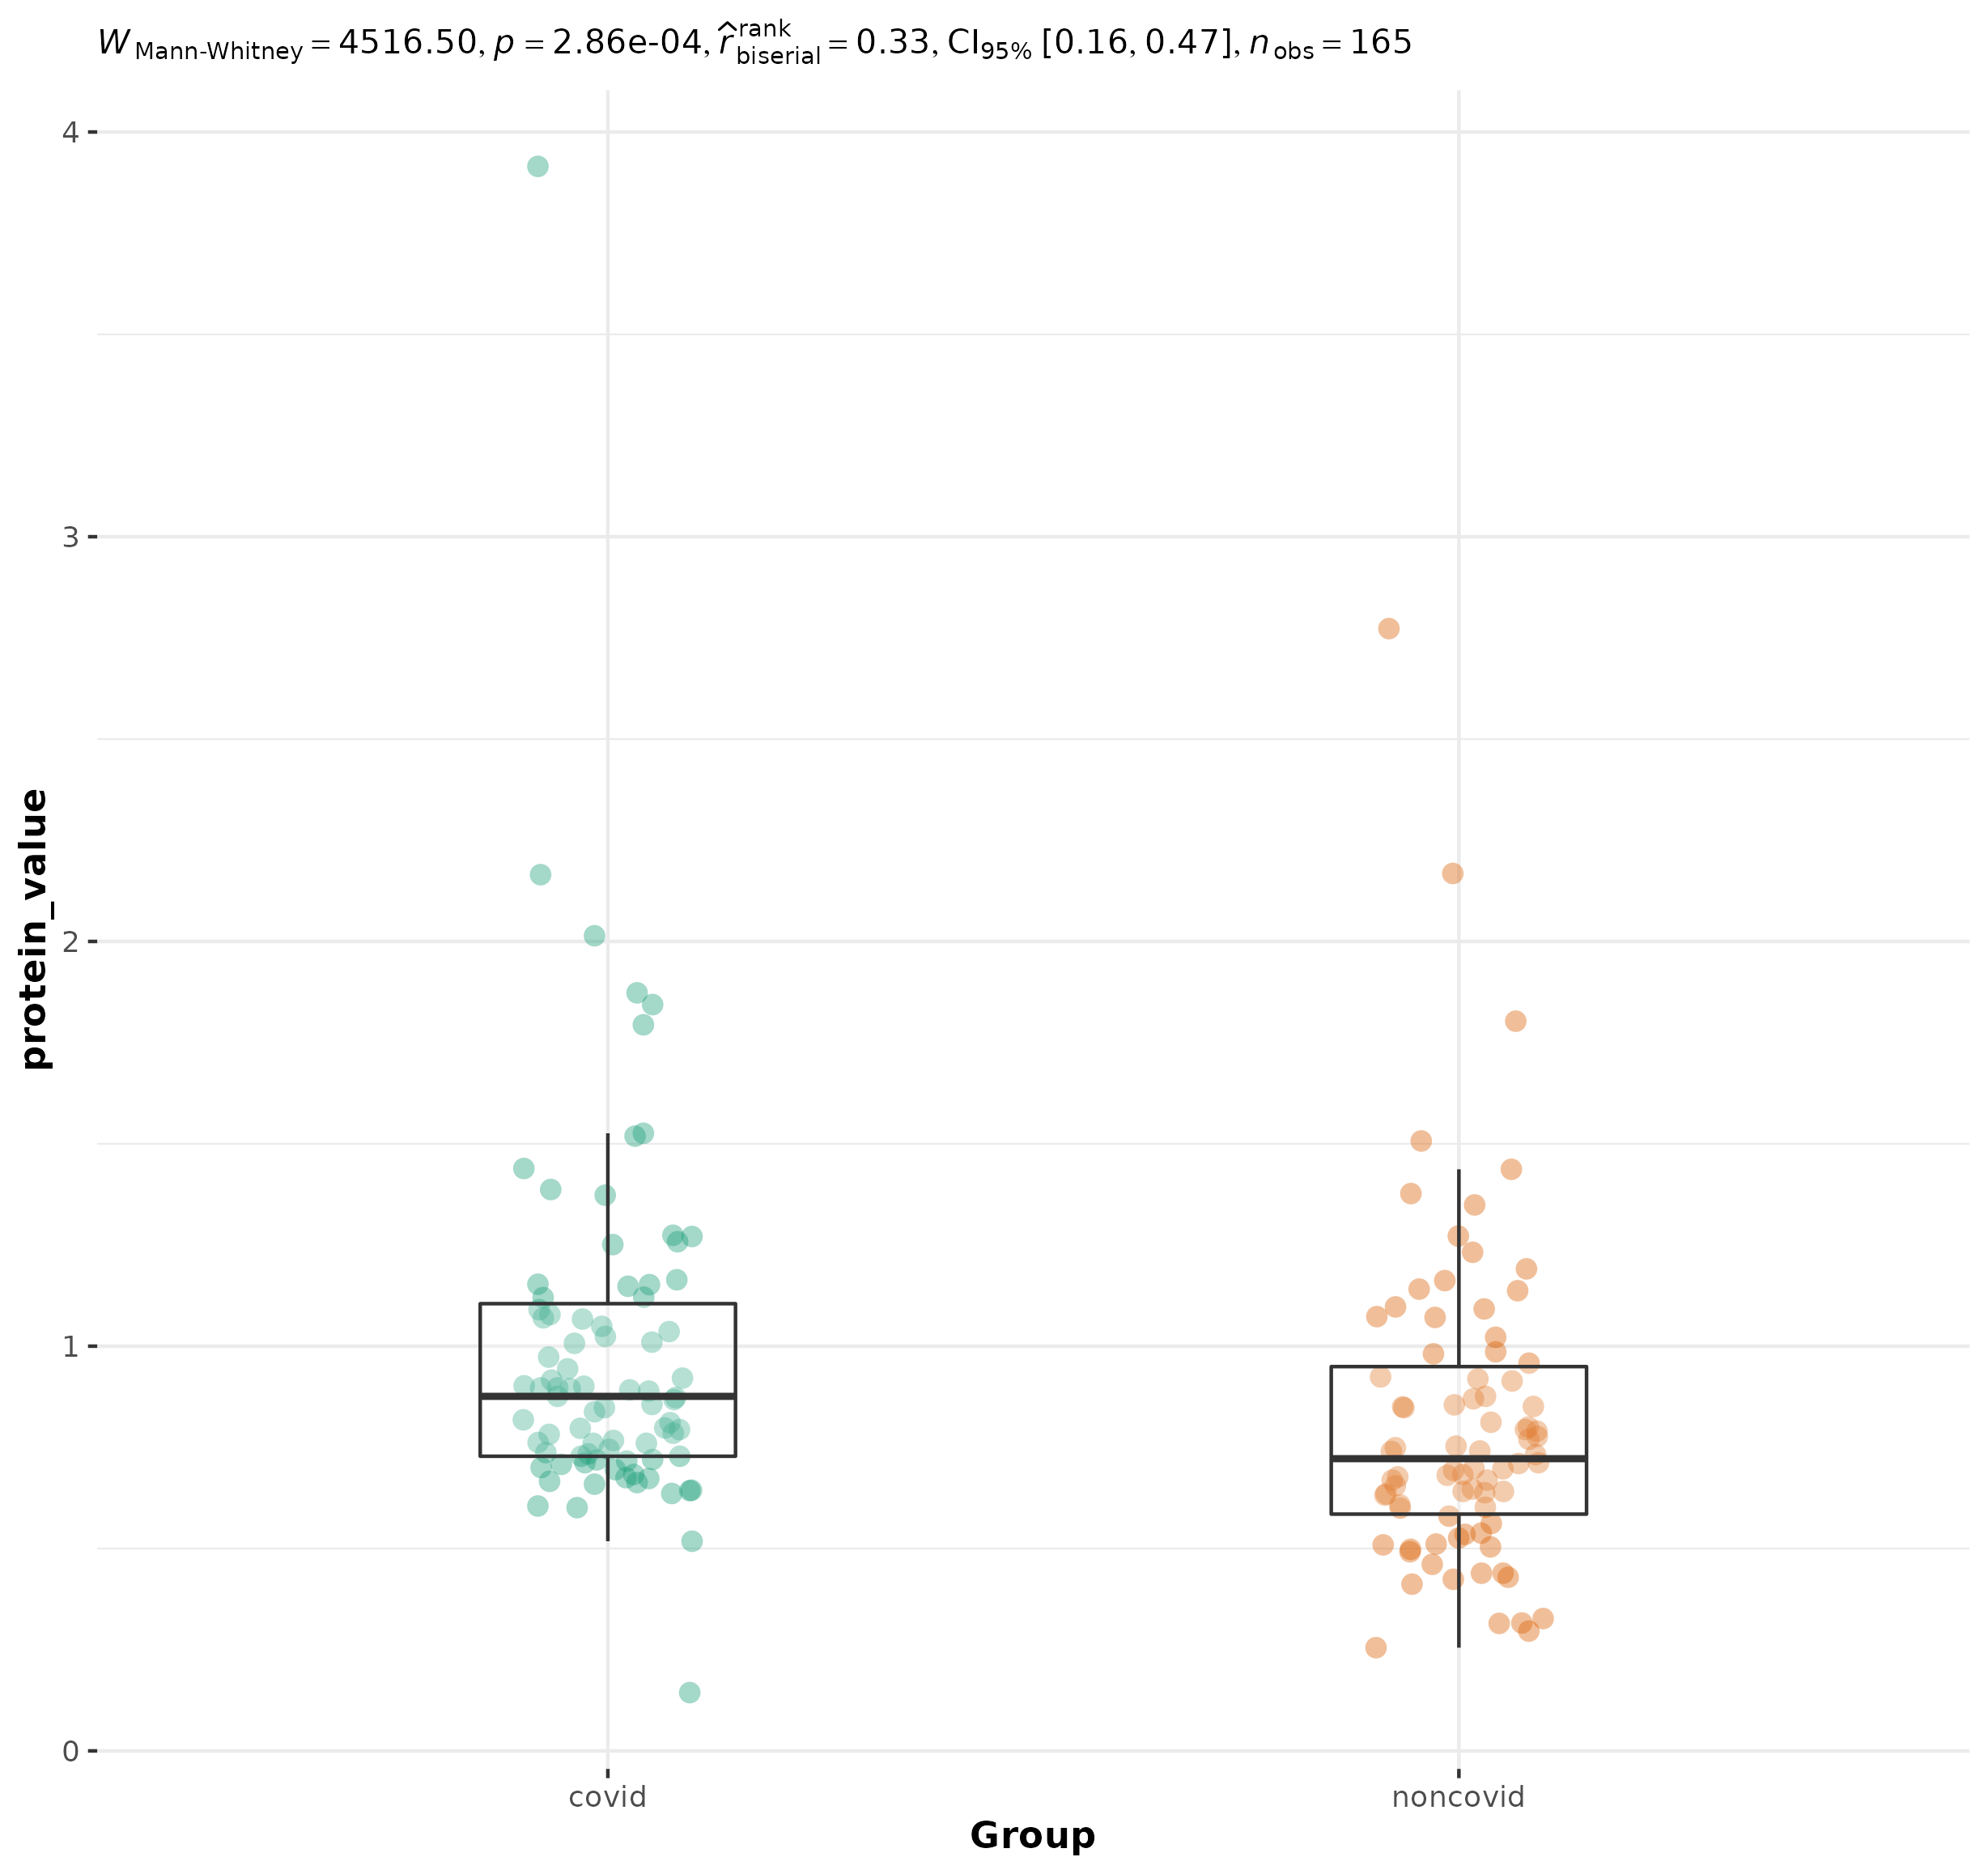 W Mann-Whitney = 4516.50, p = 2.86e-04, r̂ rank biserial = 0.33, CI95% [0.16, 0.47], nobs = 165
4
3
2
1
0
protein_value
covid noncovid
Group